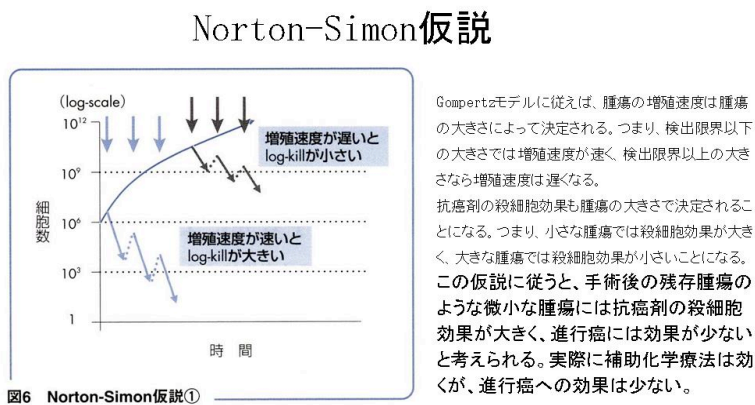 Norton-Simon仮説
(log-scale)
10¹²
10⁹
10⁶
10³
1
細胞数
増殖速度が遅いと
log-killが小さい
増殖速度が速いと
log-killが大きい
時 間
図6 Norton-Simon仮説①
Gompertzモデルに従えば、腫瘍の増殖速度は腫瘍
の大きさによって決定される。つまり、検出限界以下
の大きさでは増殖速度が速く、検出限界以上の大き
さなら増殖速度は遅くなる。
抗癌剤の殺細胞効果も腫瘍の大きさで決定されるこ
とになる。つまり、小さな腫瘍では殺細胞効果が大き
く、大きな腫瘍では殺細胞効果が小さいことになる。
この仮説に従うと、手術後の残存腫瘍の
ような微小な腫瘍には抗癌剤の殺細胞
効果が大きく、進行癌には効果が少ない
と考えられる。実際に補助化学療法は効
くが、進行癌への効果は少ない。